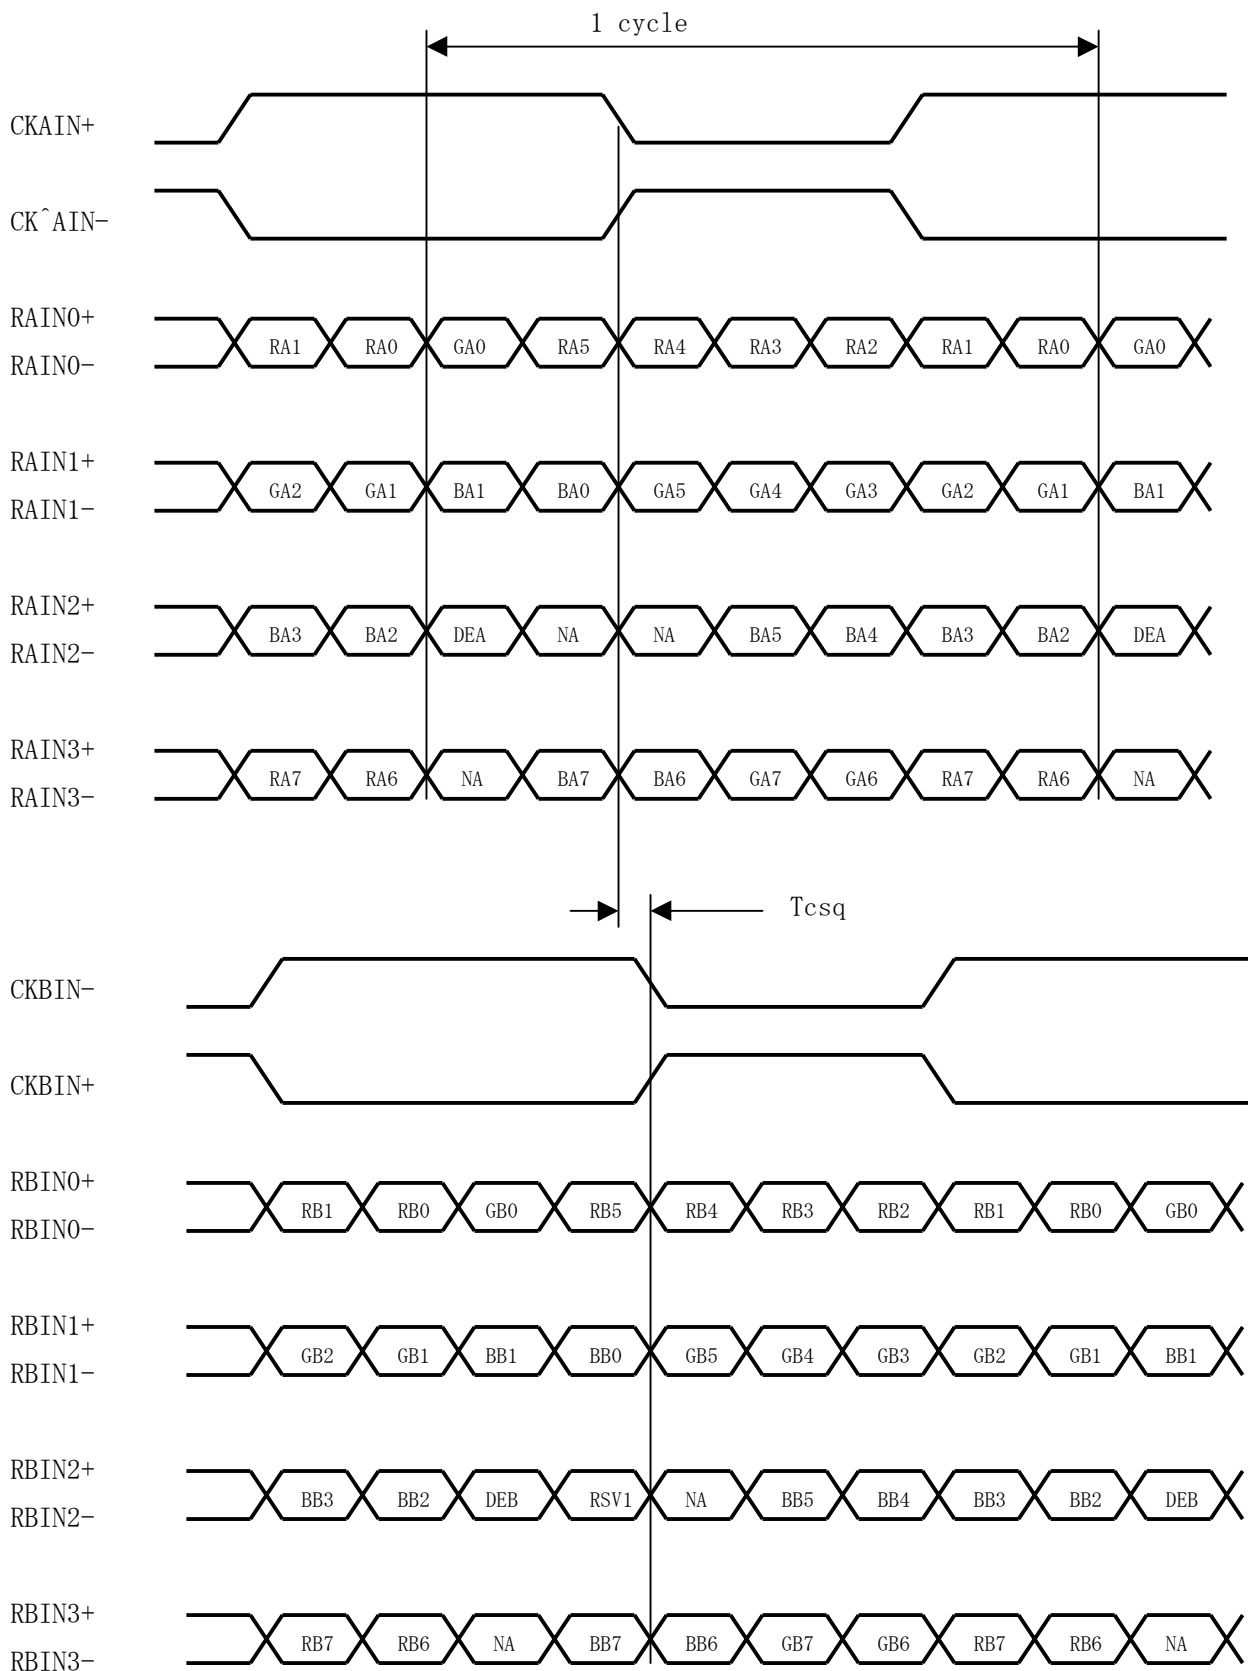 1 cycle
CKAIN+
CK^AIN-
RAIN0+
RA1 RA0 GA0 RA5 RA4 RA3 RA2 RA1 RA0 GA0
RAIN0-
RAIN1+
GA2 GA1 BA1 BA0 GA5 GA4 GA3 GA2 GA1 BA1
RAIN1-
RAIN2+
BA3 BA2 DEA NA NA BA5 BA4 BA3 BA2 DEA
RAIN2-
RAIN3+
RA7 RA6 NA BA7 BA6 GA7 GA6 RA7 RA6 NA
RAIN3-
Tcsq
CKBIN-
CKBIN+
RBIN0+
RB1 RB0 GB0 RB5 RB4 RB3 RB2 RB1 RB0 GB0
RBIN0-
RBIN1+
GB2 GB1 BB1 BB0 GB5 GB4 GB3 GB2 GB1 BB1
RBIN1-
RBIN2+
BB3 BB2 DEB RSV1 NA BB5 BB4 BB3 BB2 DEB
RBIN2-
RBIN3+
RB7 RB6 NA BB7 BB6 GB7 GB6 RB7 RB6 NA
RBIN3-